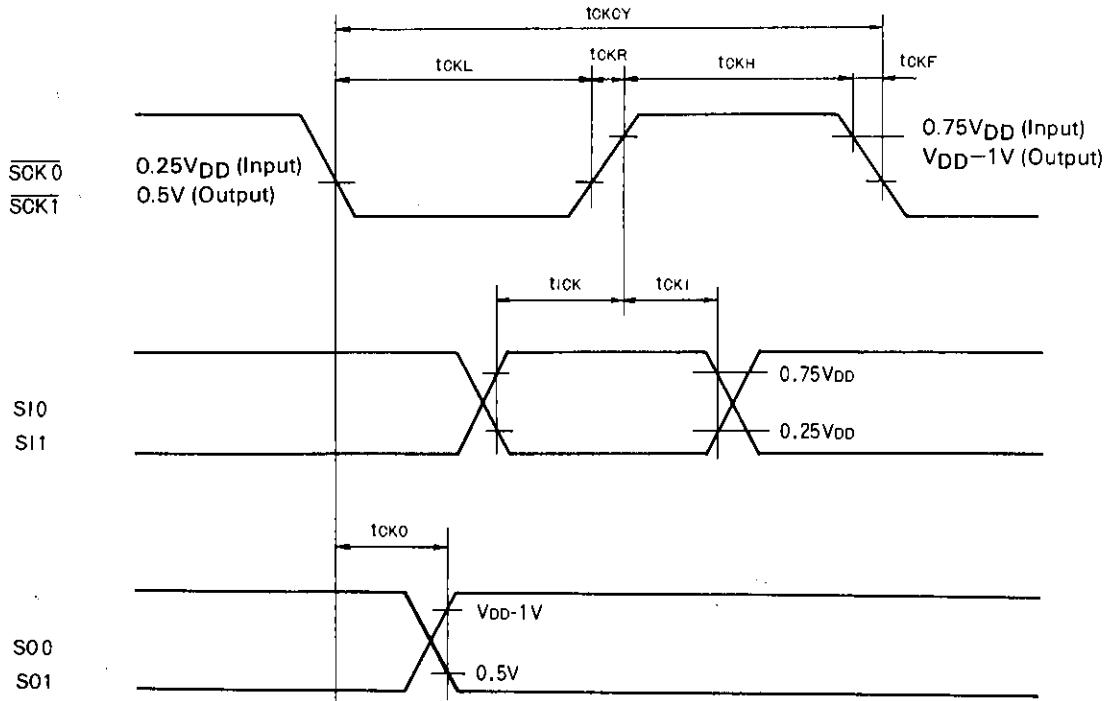 tCKCY
tCKL
tCKR
tCKH
tCKF
SCK0
SCK1
0.25VDD (Input)
0.5V (Output)
0.75VDD (Input)
VDD−1V (Output)
tICK
tCKI
SI0
SI1
0.75VDD
0.25VDD
tCKO
SO0
SO1
VDD-1V
0.5V